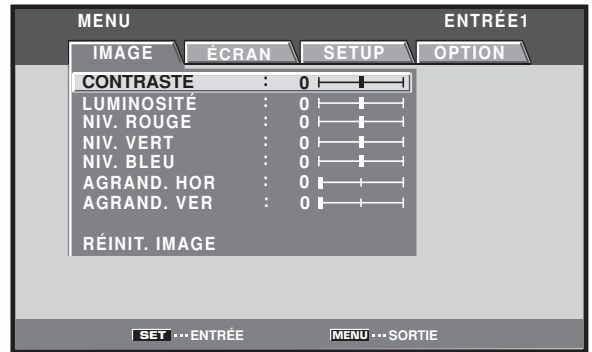 MENU ENTRÉE1
IMAGE ÉCRAN SETUP OPTION
CONTRASTE : 0
LUMINOSITÉ : 0
NIV. ROUGE : 0
NIV. VERT : 0
NIV. BLEU : 0
AGRAND. HOR : 0
AGRAND. VER : 0
RÉINIT. IMAGE
SET ··· ENTRÉE MENU ··· SORTIE